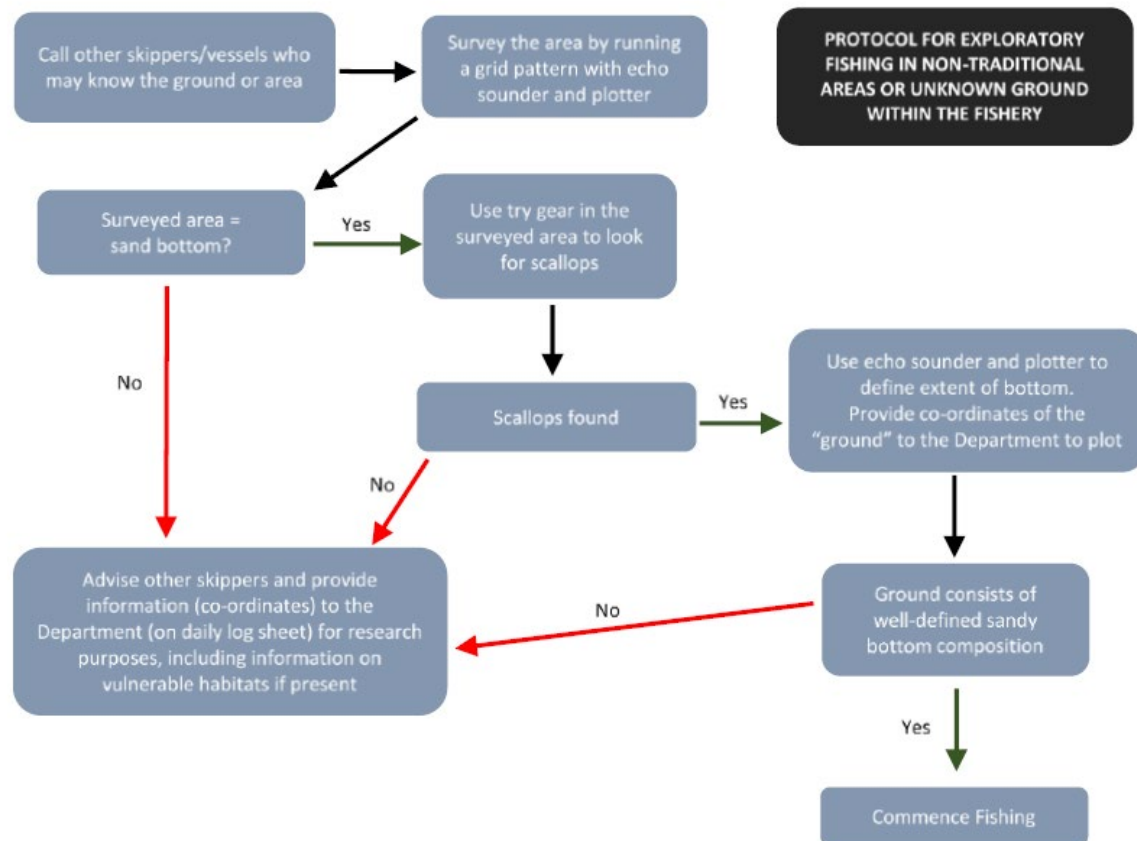 Call other skippers/vessels who
may know the ground or area
Survey the area by running
a grid pattern with echo
sounder and plotter
PROTOCOL FOR EXPLORATORY
FISHING IN NON-TRADITIONAL
AREAS OR UNKNOWN GROUND
WITHIN THE FISHERY
Surveyed area =
sand bottom?
Yes
Use try gear in the
surveyed area to look
for scallops
No
Scallops found
Yes
Use echo sounder and plotter to
define extent of bottom.
Provide co-ordinates of the
“ground” to the Department to plot
No
Advise other skippers and provide
information (co-ordinates) to the
Department (on daily log sheet) for research
purposes, including information on
vulnerable habitats if present
No
Ground consists of
well-defined sandy
bottom composition
Yes
Commence Fishing